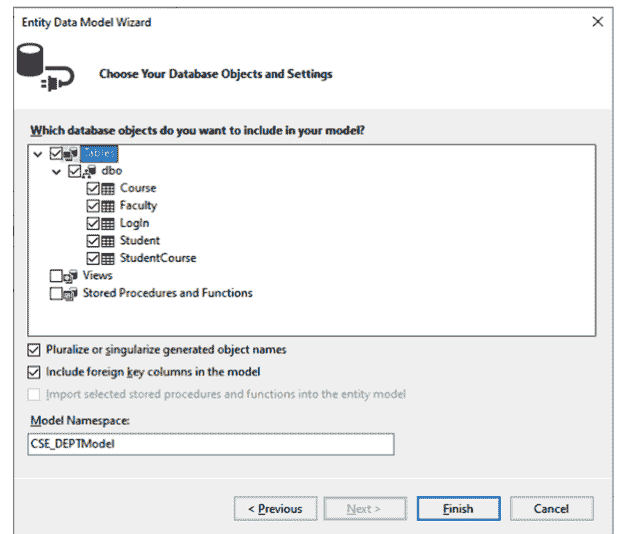 Entity Data Model Wizard
Choose Your Database Objects and Settings
Which database objects do you want to include in your model?
Tables
dbo
Course
Faculty
LogIn
Student
StudentCourse
Views
Stored Procedures and Functions
Pluralize or singularize generated object names
Include foreign key columns in the model
Import selected stored procedures and functions into the entity model
Model Namespace:
CSE_DEPTModel
< Previous Next > Finish Cancel